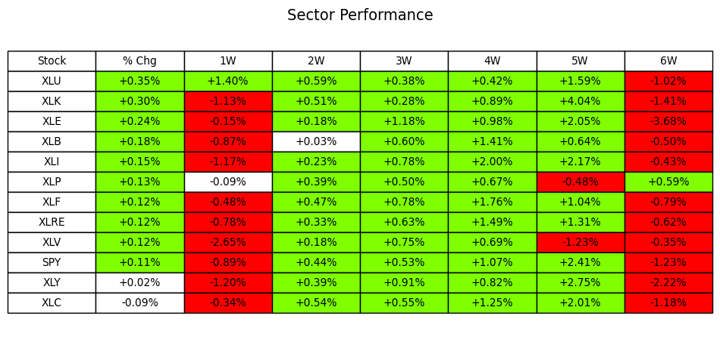 Sector Performance
Stock % Chg 1W 2W 3W 4W 5W 6W
XLU +0.35% +1.40% +0.59% +0.38% +0.42% +1.59% -1.02%
XLK +0.30% -1.13% +0.51% +0.28% +0.89% +4.04% -1.41%
XLE +0.24% -0.15% +0.18% +1.18% +0.98% +2.05% -3.68%
XLB +0.18% -0.87% +0.03% +0.60% +1.41% +0.64% -0.50%
XLI +0.15% -1.17% +0.23% +0.78% +2.00% +2.17% -0.43%
XLP +0.13% -0.09% +0.39% +0.50% +0.67% -0.48% +0.59%
XLF +0.12% -0.48% +0.47% +0.78% +1.76% +1.04% -0.79%
XLRE +0.12% -0.78% +0.33% +0.63% +1.49% +1.31% -0.62%
XLV +0.12% -2.65% +0.18% +0.75% +0.69% -1.23% -0.35%
SPY +0.11% -0.89% +0.44% +0.53% +1.07% +2.41% -1.23%
XLY +0.02% -1.20% +0.39% +0.91% +0.82% +2.75% -2.22%
XLC -0.09% -0.34% +0.54% +0.55% +1.25% +2.01% -1.18%